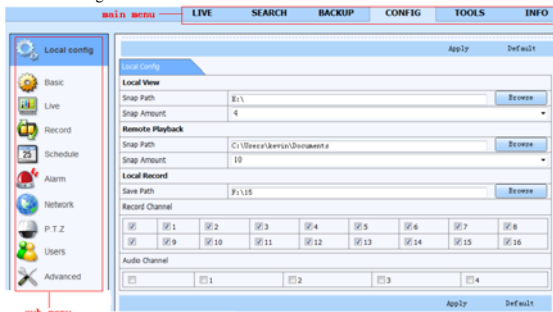 main menu LIVE SEARCH BACKUP CONFIG TOOLS INFO
Local config
Basic
Live
Record
25 Schedule
Alarm
Network
P.T.Z
Users
Advanced
Apply Default
Local Config
Local View
Snap Path E:\ Browse
Snap Amount 4
Remote Playback
Snap Path C:\Users\kevin\Documents Browse
Snap Amount 10
Local Record
Save Path F:\15 Browse
Record Channel
1 2 3 4 5 6 7 8
9 10 11 12 13 14 15 16
Audio Channel
1 2 3 4
Apply Default
sub menu